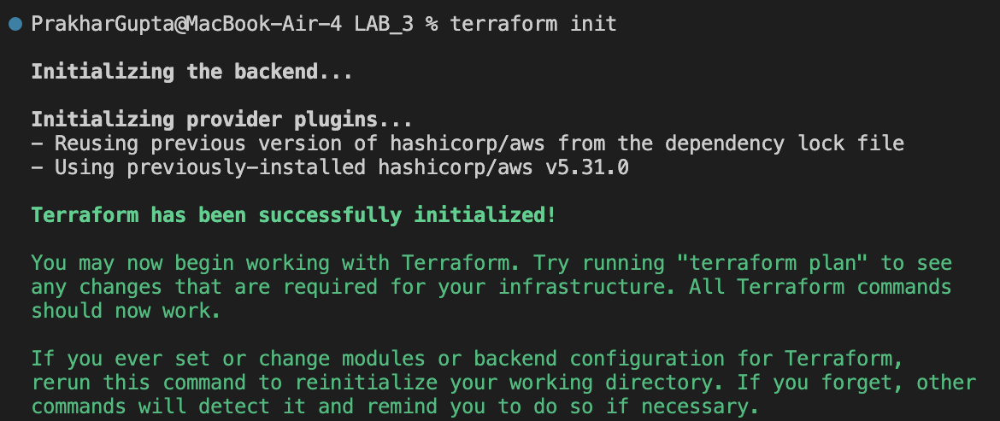 PrakharGupta@MacBook-Air-4 LAB_3 % terraform init
Initializing the backend...
Initializing provider plugins...
- Reusing previous version of hashicorp/aws from the dependency lock file
- Using previously-installed hashicorp/aws v5.31.0
Terraform has been successfully initialized!
You may now begin working with Terraform. Try running "terraform plan" to see
any changes that are required for your infrastructure. All Terraform commands
should now work.
If you ever set or change modules or backend configuration for Terraform,
rerun this command to reinitialize your working directory. If you forget, other
commands will detect it and remind you to do so if necessary.